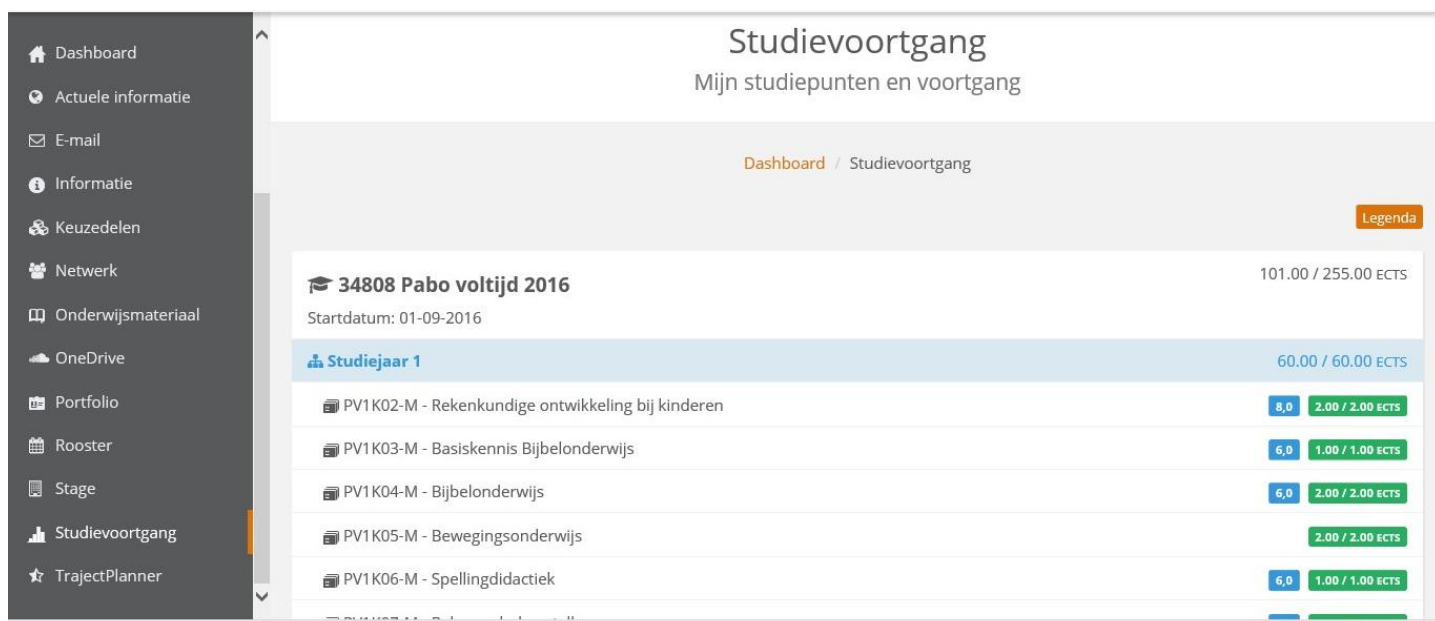 Dashboard
Actuele informatie
E-mail
Informatie
Keuzedelen
Netwerk
Onderwijsmateriaal
OneDrive
Portfolio
Rooster
Stage
Studievoortgang
TrajectPlanner
Studievoortgang
Mijn studiepunten en voortgang
Dashboard / Studievoortgang
Legenda
34808 Pabo voltijd 2016 101.00 / 255.00 ECTS
Startdatum: 01-09-2016
Studiejaar 1 60.00 / 60.00 ECTS
PV1K02-M - Rekenkundige ontwikkeling bij kinderen 8,0 2.00 / 2.00 ECTS
PV1K03-M - Basiskennis Bijbelonderwijs 6,0 1.00 / 1.00 ECTS
PV1K04-M - Bijbelonderwijs 6,0 2.00 / 2.00 ECTS
PV1K05-M - Bewegingsonderwijs 2.00 / 2.00 ECTS
PV1K06-M - Spellingdidactiek 6,0 1.00 / 1.00 ECTS